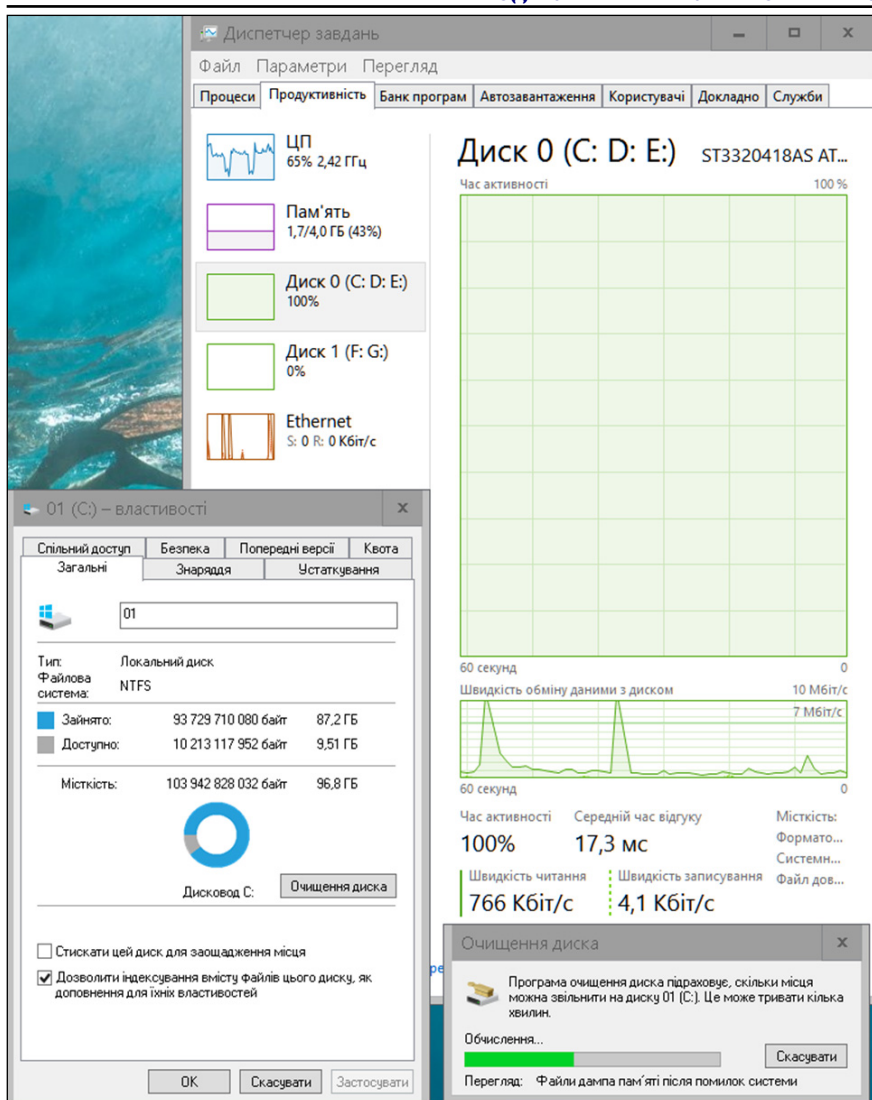 Диспетчер завдань
Файл Параметри Перегляд
Процеси Продуктивність Банк програм Автозавантаження Користувачі Докладно Служби
ЦП
65% 2,42 ГГц
Пам'ять
1,7/4,0 ГБ (43%)
Диск 0 (C: D: E:)
100%
Диск 1 (F: G:)
0%
Ethernet
S: 0 R: 0 Кбіт/с
Диск 0 (C: D: E:) ST3320418AS AT...
Час активності 100 %
60 секунд 0
Швидкість обміну даними з диском 10 Мбіт/с
7 Мбіт/с
60 секунд 0
Час активності Середній час відгуку Місткість:
100% 17,3 мс Формато...
Системн...
Швидкість читання Швидкість записування Файл дов...
766 Кбіт/с 4,1 Кбіт/с
01 (C:) – властивості
Спільний доступ Безпека Попередні версії Квота
Загальні Знаряддя Устаткування
01
Тип: Локальний диск
Файлова
система: NTFS
Зайнято: 93 729 710 080 байт 87,2 ГБ
Доступно: 10 213 117 952 байт 9,51 ГБ
Місткість: 103 942 828 032 байт 96,8 ГБ
Дисковод C: Очищення диска
Стискати цей диск для заощадження місця
Дозволити індексування вмісту файлів цього диску, як
доповнення для їхніх властивостей
OK Скасувати Застосувати
Очищення диска
Програма очищення диска підраховує, скільки місця
можна звільнити на диску 01 (C:). Це може тривати кілька
хвилин.
Обчислення...
Скасувати
Перегляд: Файли дампа пам'яті після помилок системи